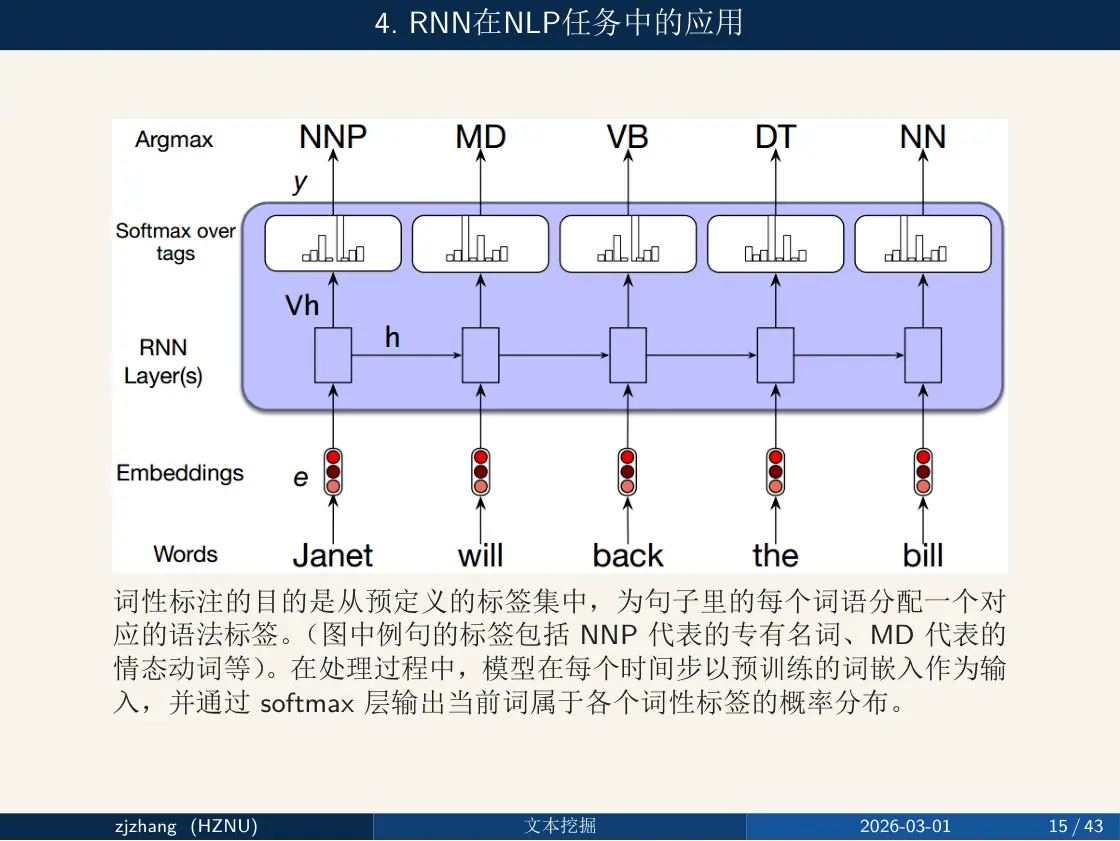 4. RNN在NLP任务中的应用
Argmax NNP MD VB DT NN
y
Softmax over
tags
Vh
h
RNN
Layer(s)
Embeddings e
Words Janet will back the bill
词性标注的目的是从预定义的标签集中，为句子里的每个词语分配一个对
应的语法标签。（图中例句的标签包括 NNP 代表的专有名词、MD 代表的
情态动词等）。在处理过程中，模型在每个时间步以预训练的词嵌入作为输
入，并通过 softmax 层输出当前词属于各个词性标签的概率分布。
zjzhang (HZNU) 文本挖掘 2026-03-01 15 / 43